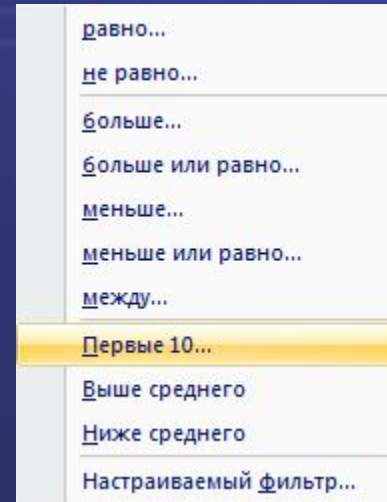 равно...
не равно...
больше...
больше или равно...
меньше...
меньше или равно...
между...
Первые 10...
Выше среднего
Ниже среднего
Настраиваемый фильтр...